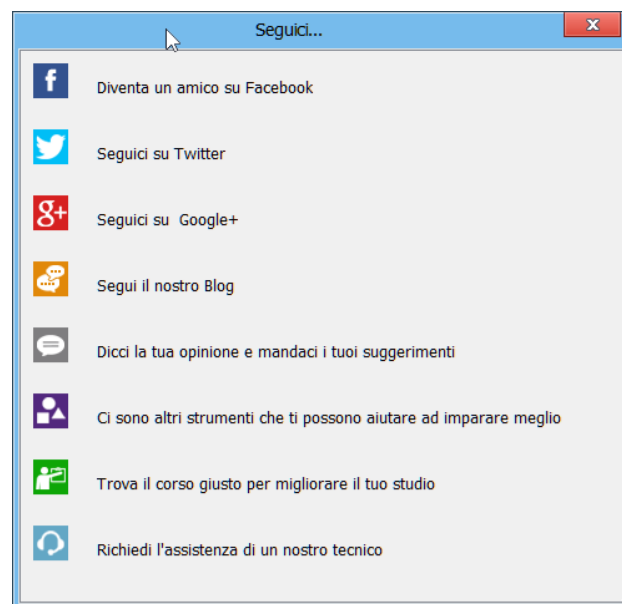 Seguici...
x
f
Diventa un amico su Facebook
Seguici su Twitter
g+
Seguici su Google+
Segui il nostro Blog
Dicci la tua opinione e mandaci i tuoi suggerimenti
Ci sono altri strumenti che ti possono aiutare ad imparare meglio
Trova il corso giusto per migliorare il tuo studio
Richiedi l'assistenza di un nostro tecnico